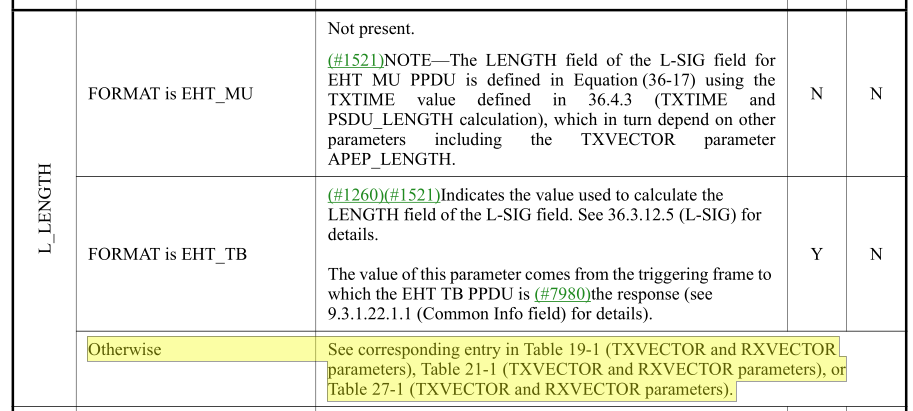 L_LENGTH
FORMAT is EHT_MU
Not present.
(#1521)NOTE—The LENGTH field of the L-SIG field for
EHT MU PPDU is defined in Equation (36-17) using the
TXTIME value defined in 36.4.3 (TXTIME and
PSDU_LENGTH calculation), which in turn depend on other
parameters including the TXVECTOR parameter
APEP_LENGTH.
N
N
FORMAT is EHT_TB
(#1260)(#1521)Indicates the value used to calculate the
LENGTH field of the L-SIG field. See 36.3.12.5 (L-SIG) for
details.
The value of this parameter comes from the triggering frame to
which the EHT TB PPDU is (#7980)the response (see
9.3.1.22.1.1 (Common Info field) for details).
Y
N
Otherwise
See corresponding entry in Table 19-1 (TXVECTOR and RXVECTOR
parameters), Table 21-1 (TXVECTOR and RXVECTOR parameters), or
Table 27-1 (TXVECTOR and RXVECTOR parameters).